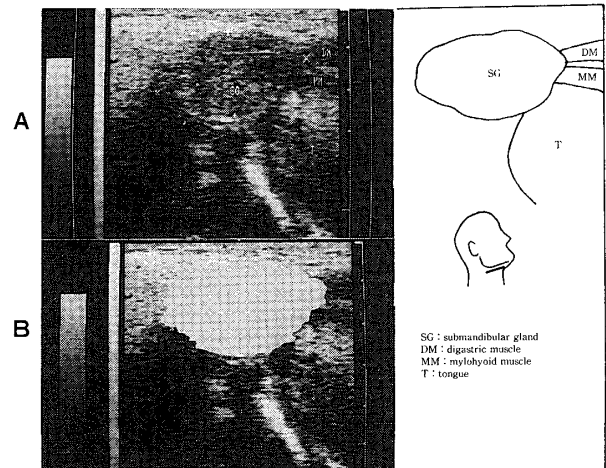 A
DM
SG
MM
T
B
SG : submandibular gland
DM : digastric muscle
MM : mylohyoid muscle
T : tongue